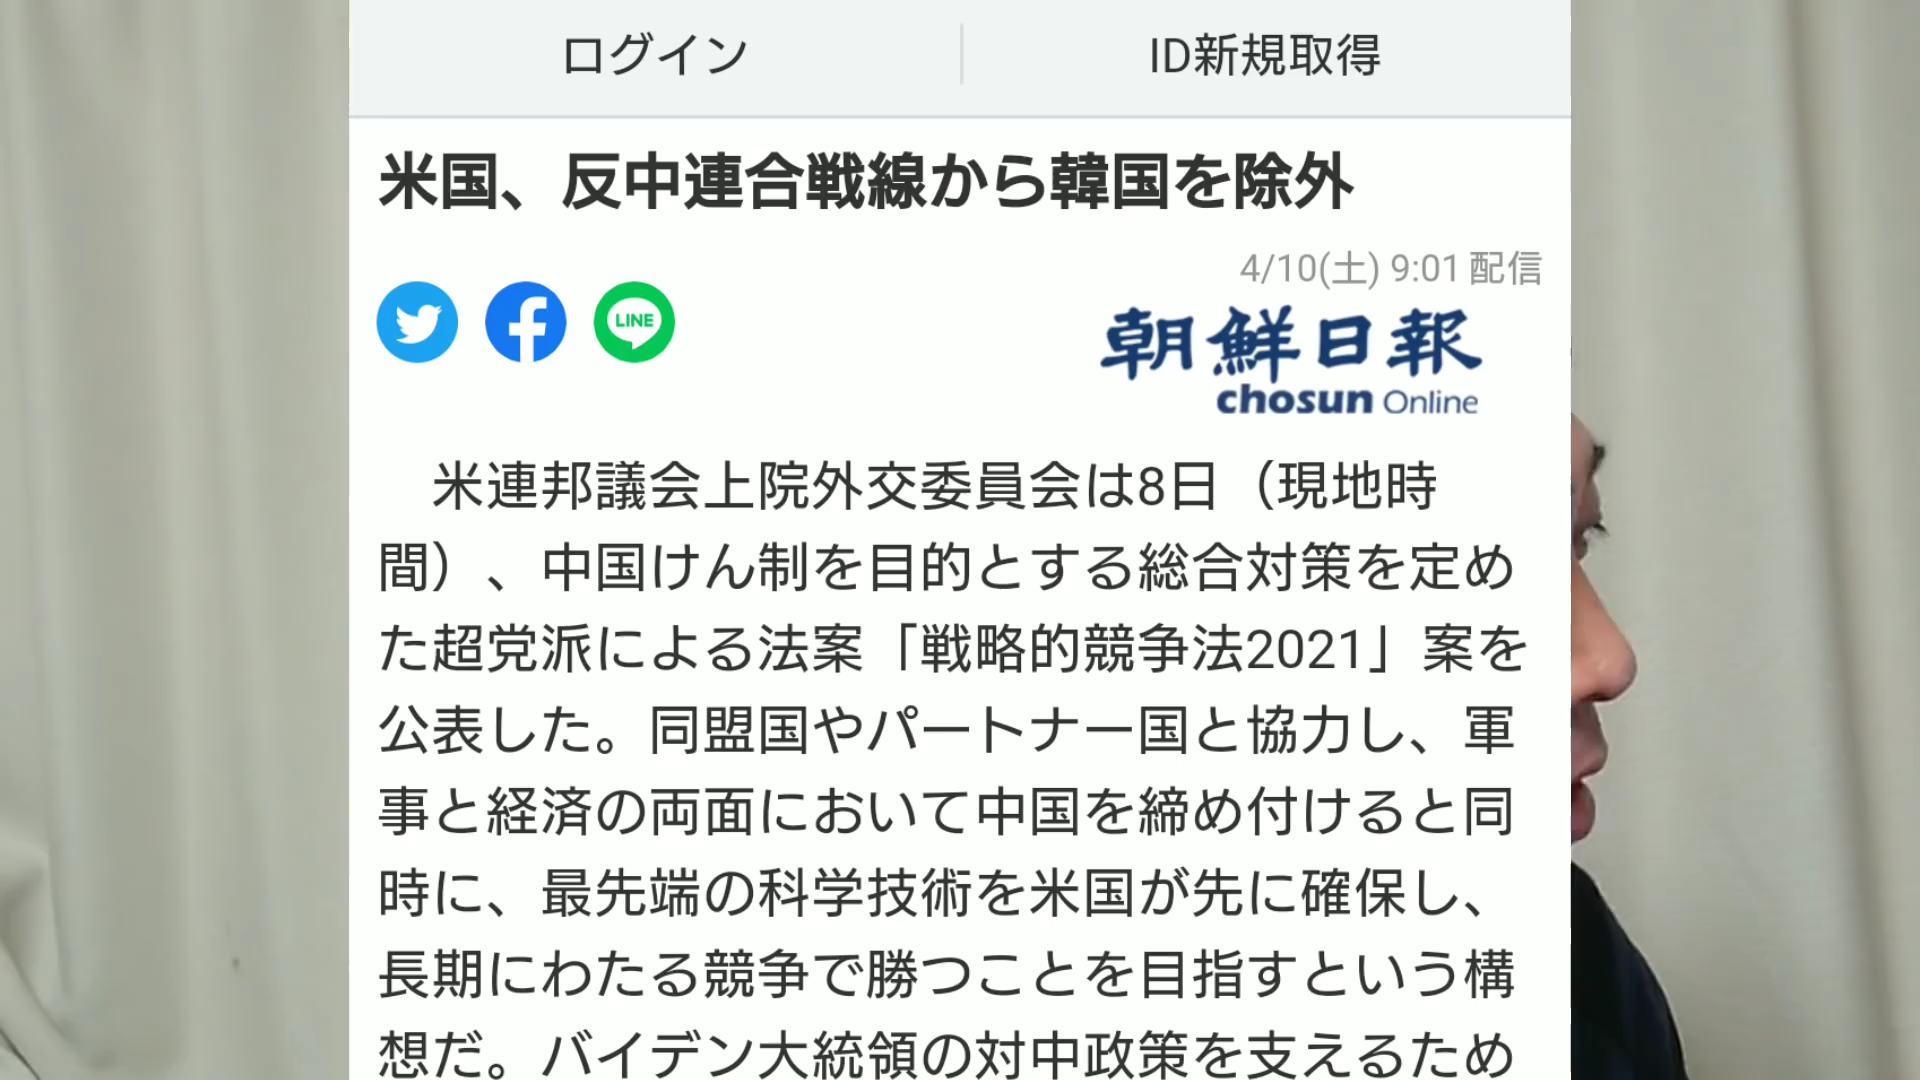 ログイン
ID新規取得
米国、反中連合戦線から韓国を除外
4/10(土) 9:01 配信
LINE
朝鮮日報
chosun Online
米連邦議会上院外交委員会は8日（現地時
間）、中国けん制を目的とする総合対策を定め
た超党派による法案「戦略的競争法2021」案を
公表した。同盟国やパートナー国と協力し、軍
事と経済の両面において中国を締め付けると同
時に、最先端の科学技術を米国が先に確保し、
長期にわたる競争で勝つことを目指すという構
想だ。バイデン大統領の対中政策を支えるため